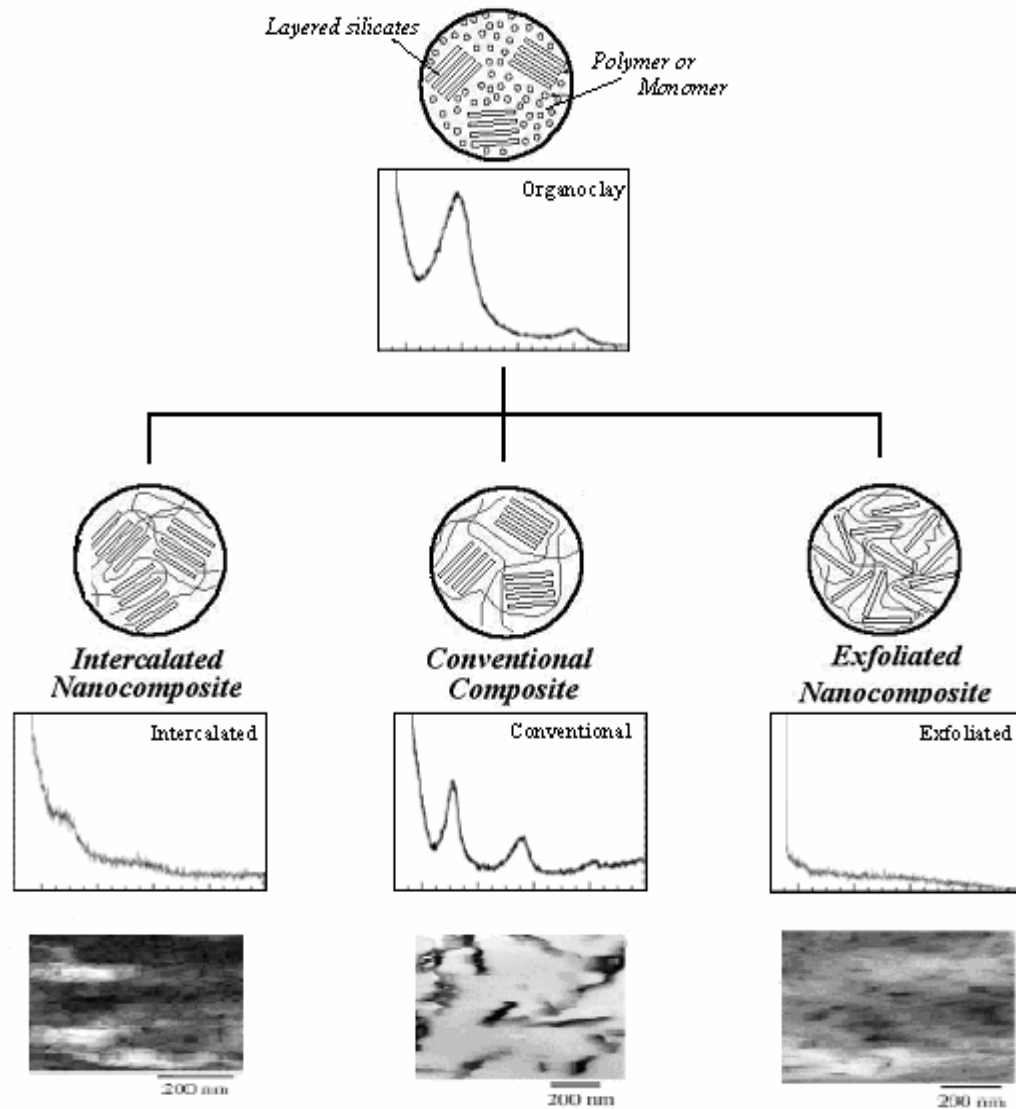 Layered silicates
Polymer or
Monomer
Organoclay
Intercalated
Nanocomposite
Conventional
Composite
Exfoliated
Nanocomposite
Intercalated
Conventional
Exfoliated
200 nm
200 nm
200 nm